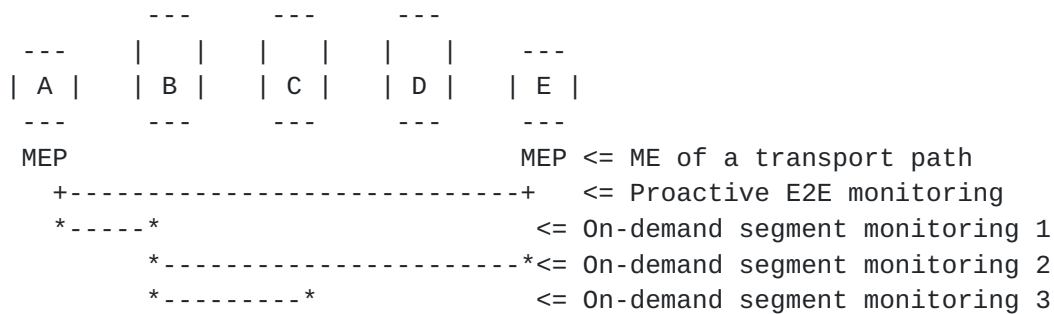 ---     ---     ---
 ---    |   |   |   |   |   |    ---
| A |   | B |   | C |   | D |   | E |
 ---     ---     ---     ---     ---
 MEP                             MEP <= ME of a transport path
   +-----------------------------+   <= Proactive E2E monitoring
   *-----*                        <= On-demand segment monitoring 1
         *-----------------------*<= On-demand segment monitoring 2
         *---------*              <= On-demand segment monitoring 3